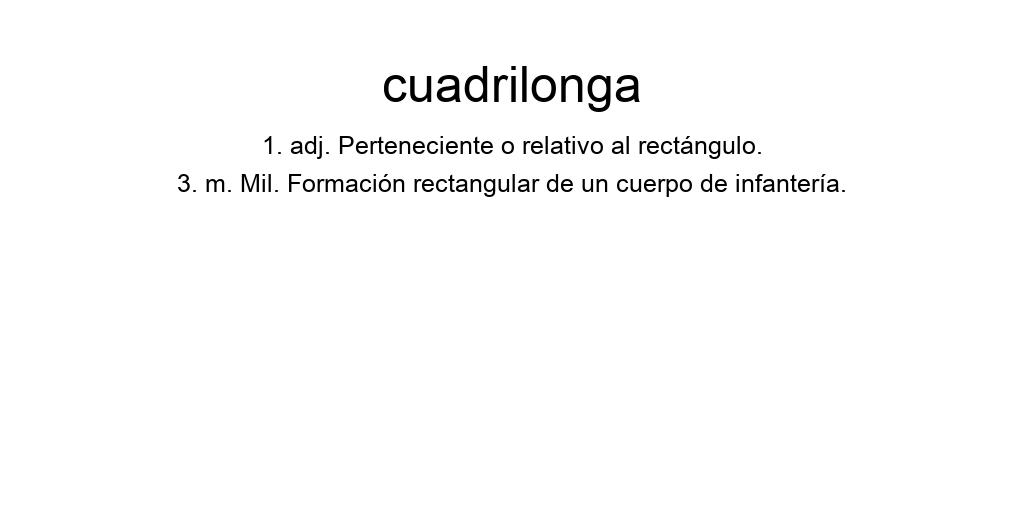 cuadrilonga
1. adj. Perteneciente o relativo al rectángulo.
3. m. Mil. Formación rectangular de un cuerpo de infantería.